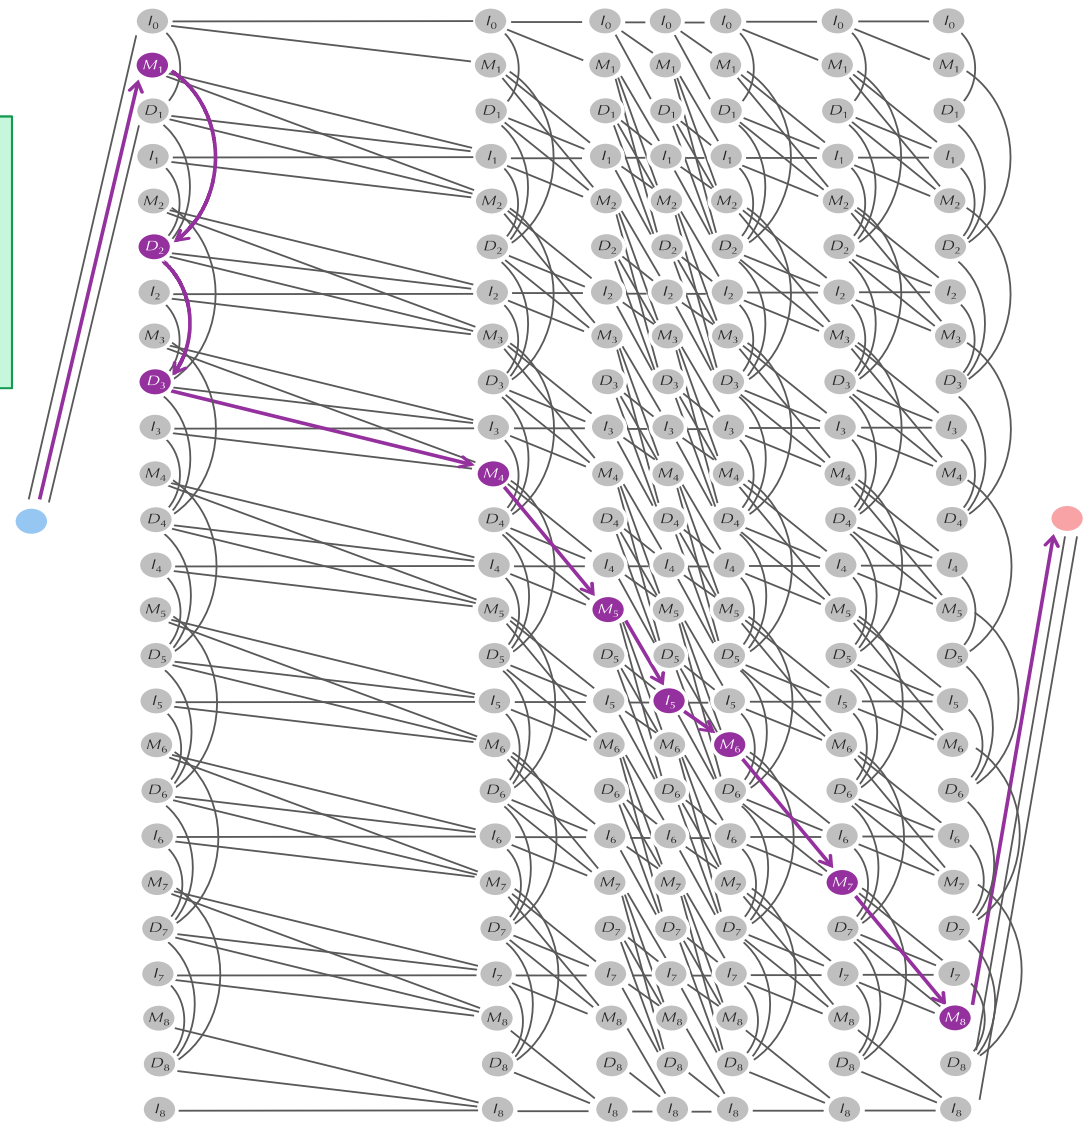 I₀ I₀ I₀ I₀ I₀ I₀ I₀
M₁ M₁ M₁ M₁ M₁ M₁ M₁
D₁ D₁ D₁ D₁ D₁ D₁ D₁
I₁ I₁ I₁ I₁ I₁ I₁ I₁
M₂ M₂ M₂ M₂ M₂ M₂ M₂
D₂ D₂ D₂ D₂ D₂ D₂ D₂
I₂ I₂ I₂ I₂ I₂ I₂ I₂
M₃ M₃ M₃ M₃ M₃ M₃ M₃
D₃ D₃ D₃ D₃ D₃ D₃ D₃
I₃ I₃ I₃ I₃ I₃ I₃ I₃
M₄ M₄ M₄ M₄ M₄ M₄ M₄
D₄ D₄ D₄ D₄ D₄ D₄ D₄
I₄ I₄ I₄ I₄ I₄ I₄ I₄
M₅ M₅ M₅ M₅ M₅ M₅ M₅
D₅ D₅ D₅ D₅ D₅ D₅ D₅
I₅ I₅ I₅ I₅ I₅ I₅ I₅
M₆ M₆ M₆ M₆ M₆ M₆ M₆
D₆ D₆ D₆ D₆ D₆ D₆ D₆
I₆ I₆ I₆ I₆ I₆ I₆ I₆
M₇ M₇ M₇ M₇ M₇ M₇ M₇
D₇ D₇ D₇ D₇ D₇ D₇ D₇
I₇ I₇ I₇ I₇ I₇ I₇ I₇
M₈ M₈ M₈ M₈ M₈ M₈ M₈
D₈ D₈ D₈ D₈ D₈ D₈ D₈
I₈ I₈ I₈ I₈ I₈ I₈ I₈